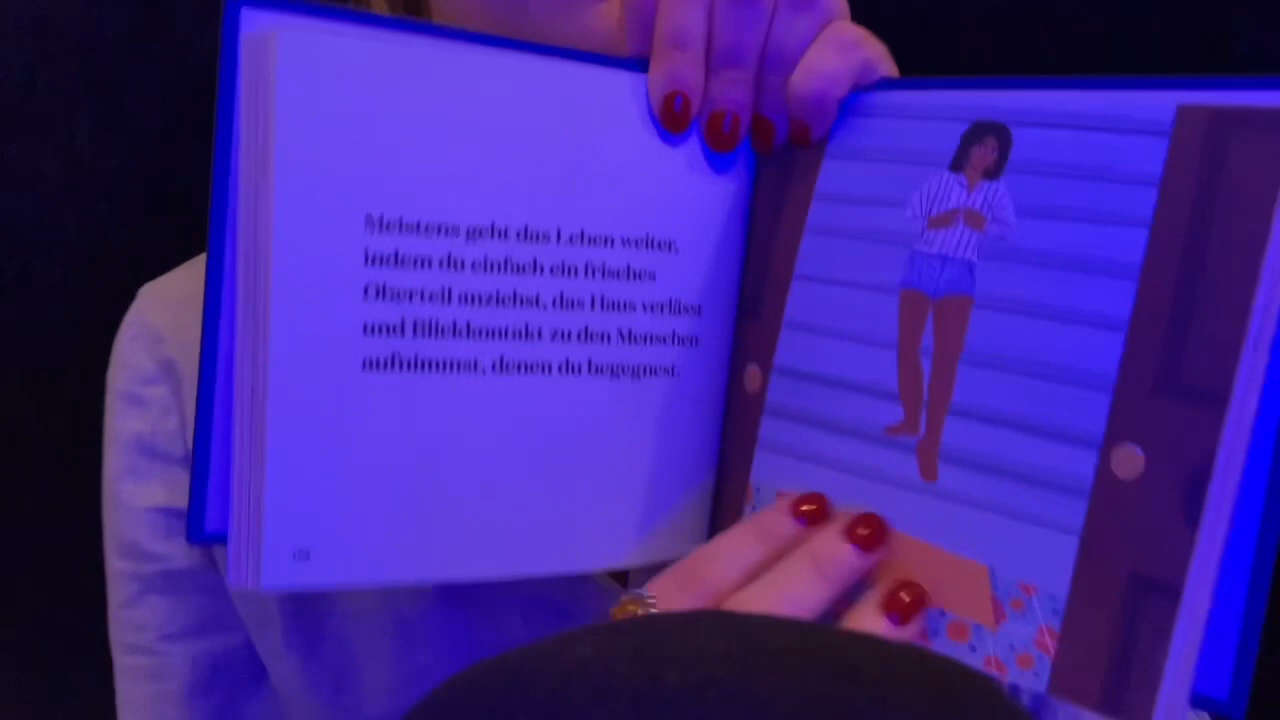 Meistens geht das Leben weiter,
indem du einfach ein frisches
Oberteil anziehst, das Haus verlässt
und Blickkontakt zu den Menschen
aufnimmst, denen du begegnest.